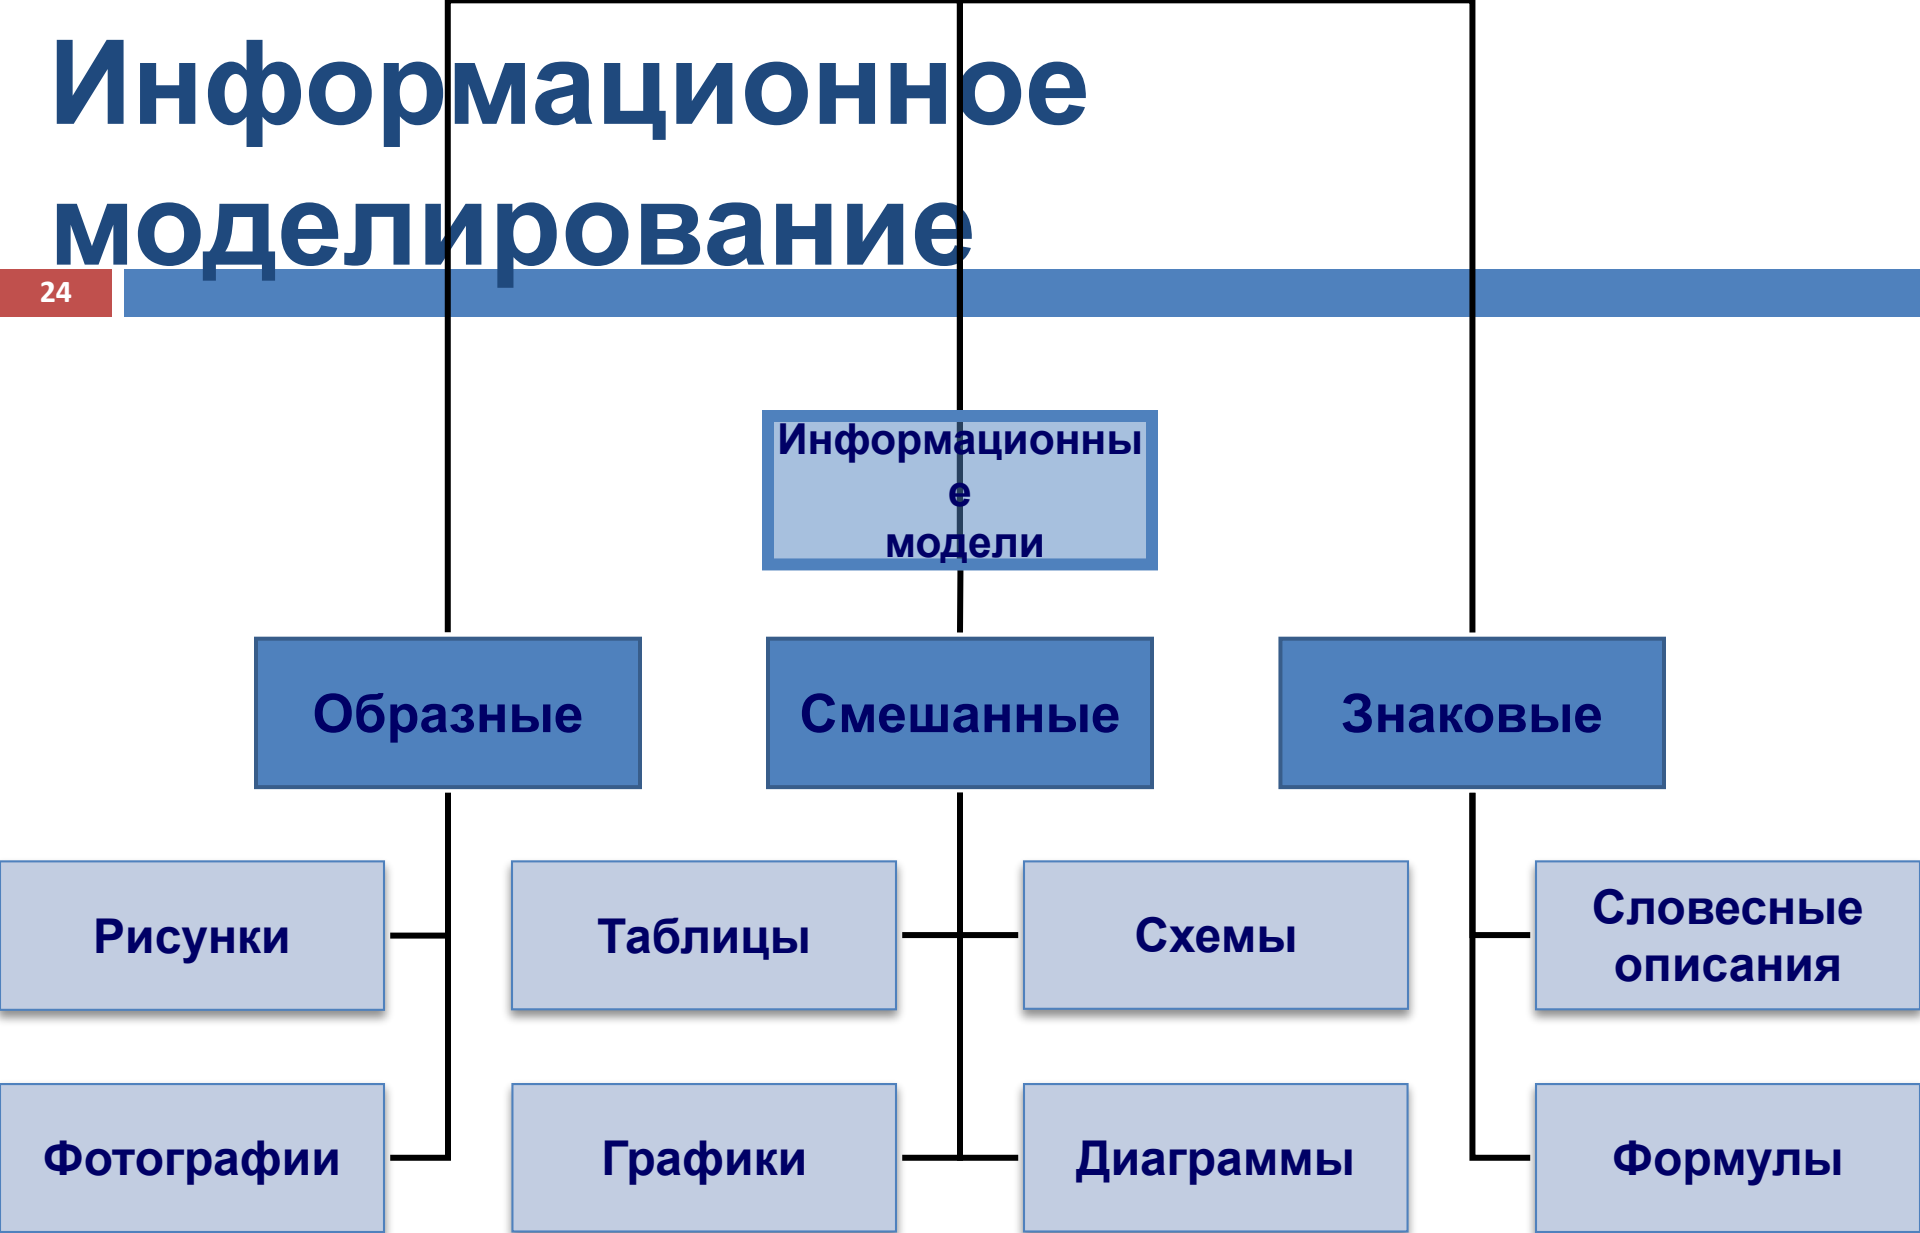 Информационное
моделирование
24
Информационны
е
модели
Образные
Смешанные
Знаковые
Рисунки
Таблицы
Схемы
Словесные
описания
Фотографии
Графики
Диаграммы
Формулы